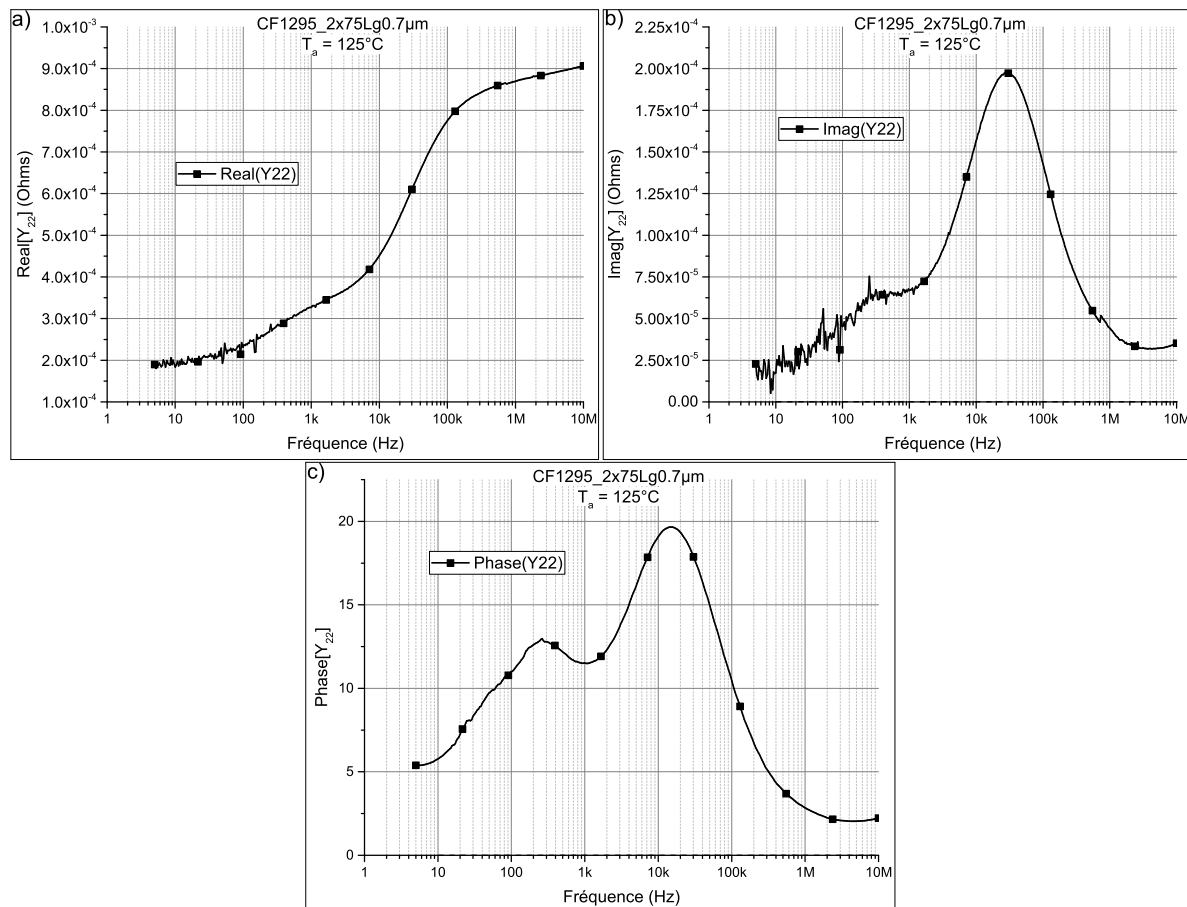 a)
CF1295_2x75Lg0.7µm
Ta = 125°C
1.0x10-3
9.0x10-4
8.0x10-4
7.0x10-4
6.0x10-4
5.0x10-4
4.0x10-4
3.0x10-4
2.0x10-4
1.0x10-4
Real[Y22] (Ohms)
Real(Y22)
1 10 100 1k 10k 100k 1M 10M
Fréquence (Hz)
b)
CF1295_2x75Lg0.7µm
Ta = 125°C
2.25x10-4
2.00x10-4
1.75x10-4
1.50x10-4
1.25x10-4
1.00x10-4
7.50x10-5
5.00x10-5
2.50x10-5
0.00
Imag[Y22] (Ohms)
Imag(Y22)
1 10 100 1k 10k 100k 1M 10M
Fréquence (Hz)
c)
CF1295_2x75Lg0.7µm
Ta = 125°C
20
15
10
5
0
Phase[Y22]
Phase(Y22)
1 10 100 1k 10k 100k 1M 10M
Fréquence (Hz)